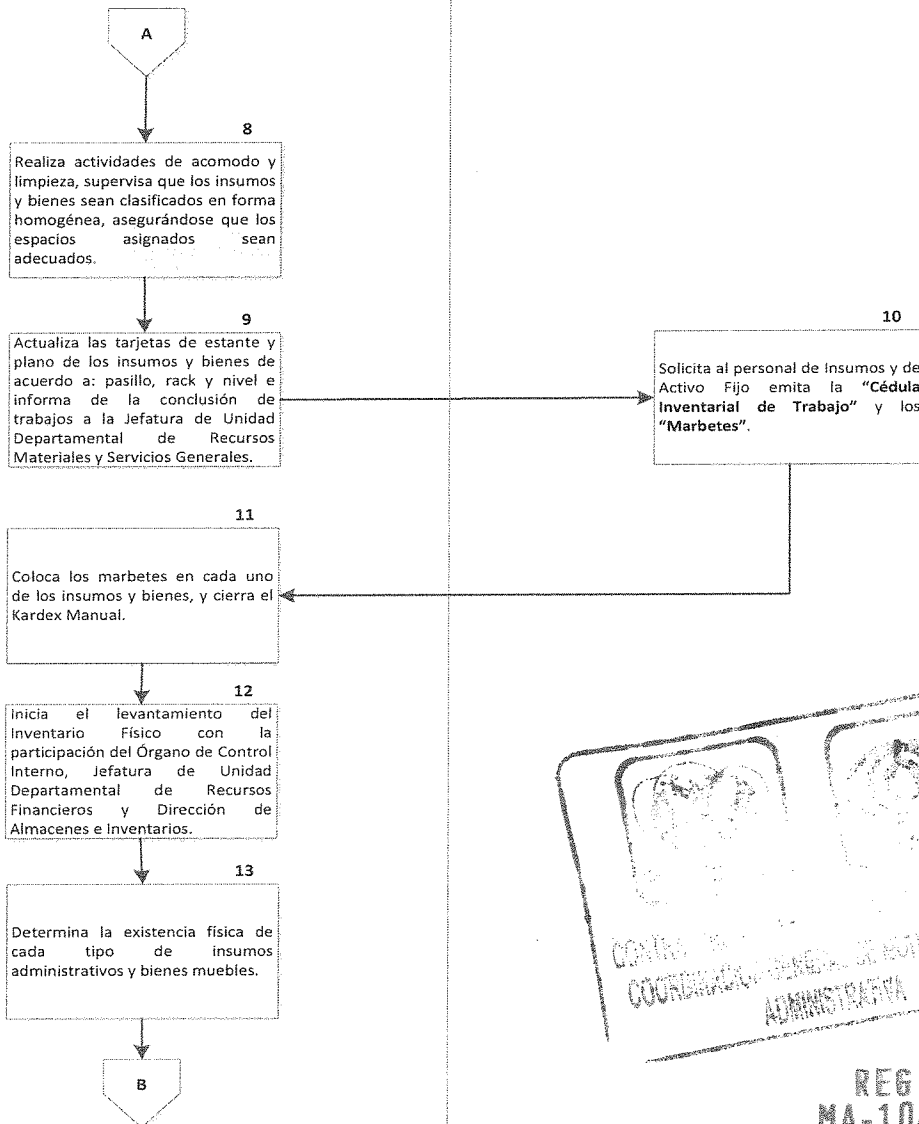 A
8
Realiza actividades de acomodo y
limpieza, supervisa que los insumos
y bienes sean clasificados en forma
homogénea, asegurándose que los
espacios asignados sean
adecuados.
9
Actualiza las tarjetas de estante y
plano de los insumos y bienes de
acuerdo a: pasillo, rack y nivel e
informa de la conclusión de
trabajos a la Jefatura de Unidad
Departamental de Recursos
Materiales y Servicios Generales.
10
Solicita al personal de Insumos y de
Activo Fijo emita la "Cédula
Inventarial de Trabajo" y los
"Marbetes".
11
Coloca los marbetes en cada uno
de los insumos y bienes, y cierra el
Kardex Manual.
12
Inicia el levantamiento del
Inventario Físico con la
participación del Órgano de Control
Interno, Jefatura de Unidad
Departamental de Recursos
Financieros y Dirección de
Almacenes e Inventarios.
13
Determina la existencia física de
cada tipo de insumos
administrativos y bienes muebles.
B
CONTRA
COORDINACIÓN GENERAL DE
ADMINISTRATIVA
REG
MA-10